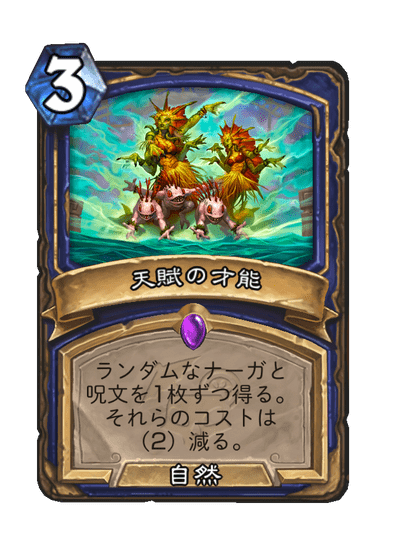 3
天賦の才能
ランダムなナーガと
呪文を1枚ずつ得る。
それらのコストは
（2）減る。
自然